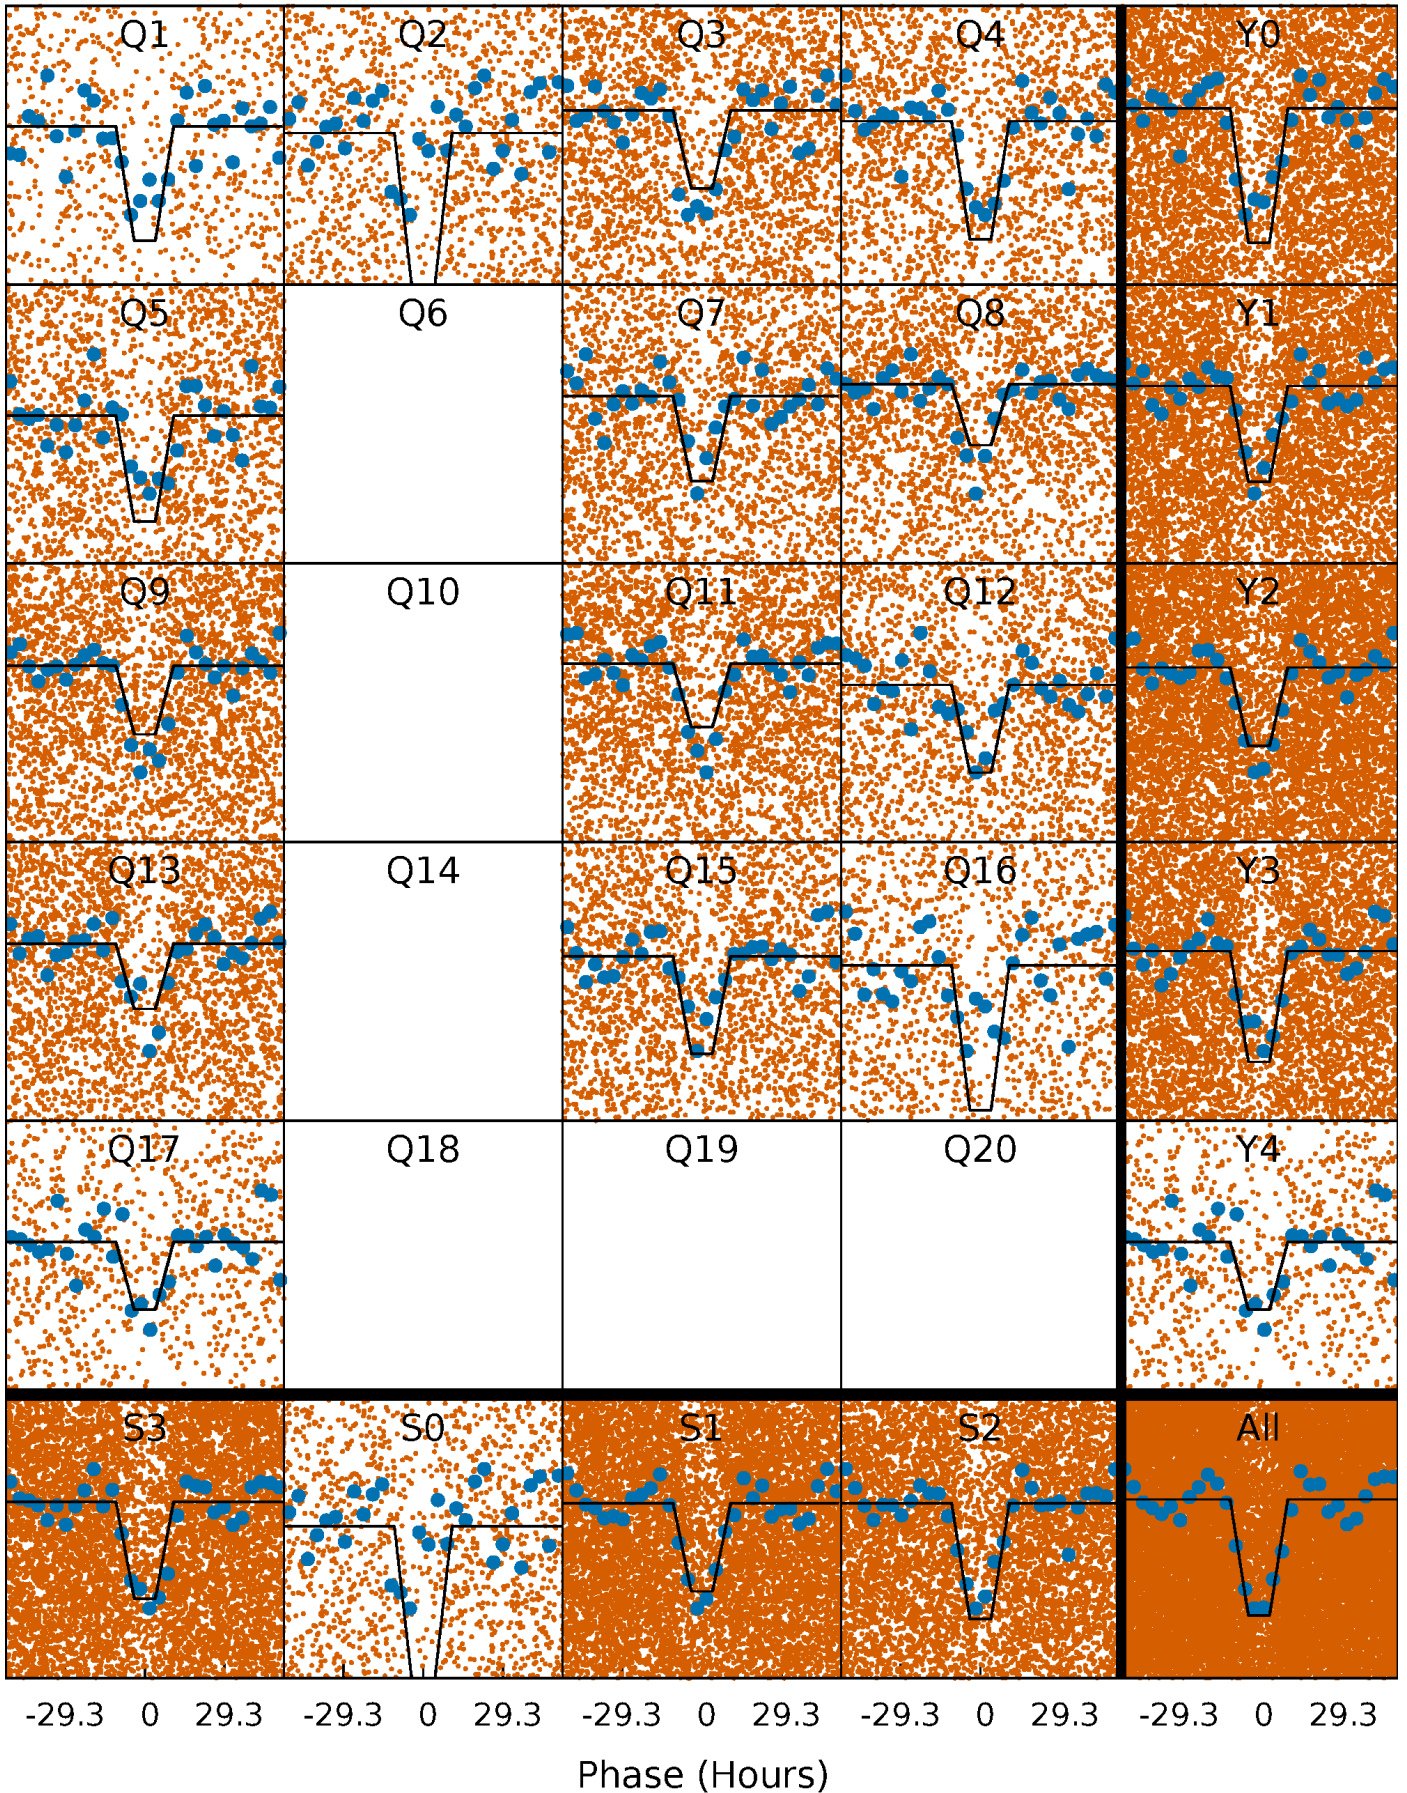 Q1 Q2 Q3 Q4 Y0
Q5 Q6 Q7 Q8 Y1
Q9 Q10 Q11 Q12 Y2
Q13 Q14 Q15 Q16 Y3
Q17 Q18 Q19 Q20 Y4
S3 S0 S1 S2 All
-29.3 0 29.3 -29.3 0 29.3 -29.3 0 29.3 -29.3 0 29.3 -29.3 0 29.3
Phase (Hours)